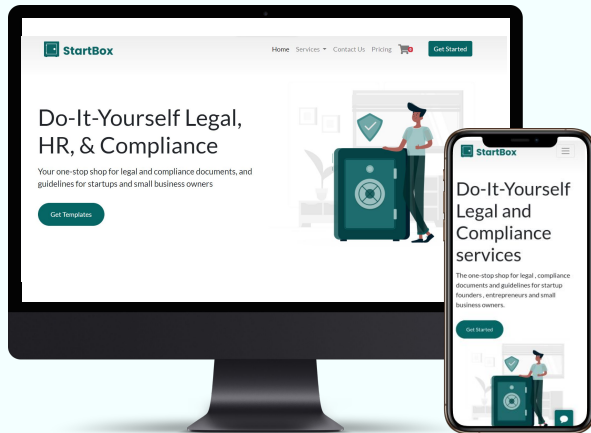 StartBox
Home Services Contact Us Pricing
Get Started
Do-It-Yourself Legal,
HR, & Compliance
Your one-stop shop for legal and compliance documents, and
guidelines for startups and small business owners
Get Templates
StartBox
Do-It-Yourself
Legal and
Compliance
services
The one-stop shop for legal , compliance
documents and guidelines for startup
founders , entrepreneurs and small
business owners.
Get Started